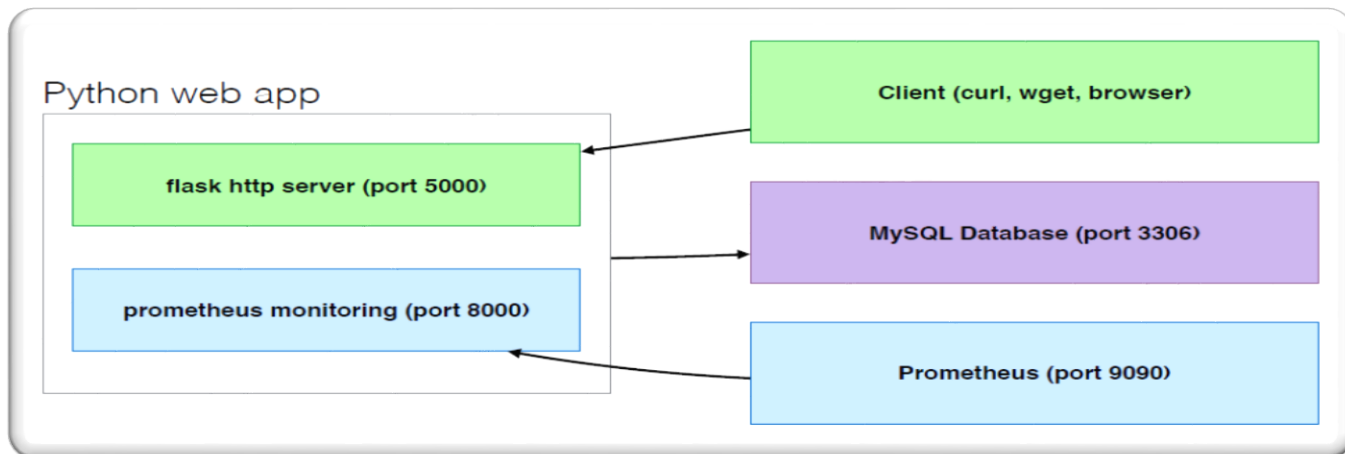 Python web app
flask http server (port 5000)
prometheus monitoring (port 8000)
Client (curl, wget, browser)
MySQL Database (port 3306)
Prometheus (port 9090)